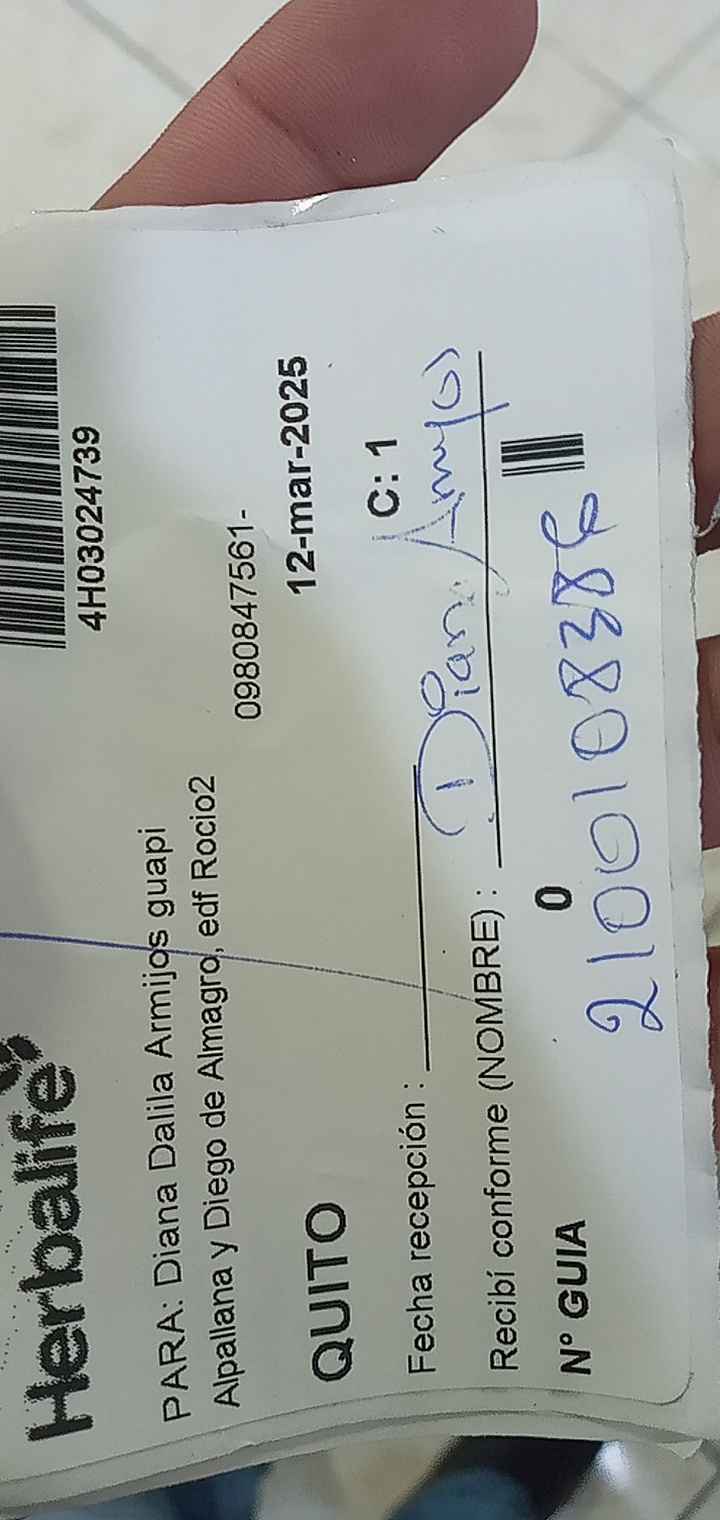 Herbalife
4H03024739
PARA: Diana Dalila Armijos guapi
Alpallana y Diego de Almagro, edf Rocio2
0980847561-
QUITO 12-mar-2025
Fecha recepción : C: 1
Recibí conforme (NOMBRE) : Diana Armijos
N° GUIA 0
2100108386